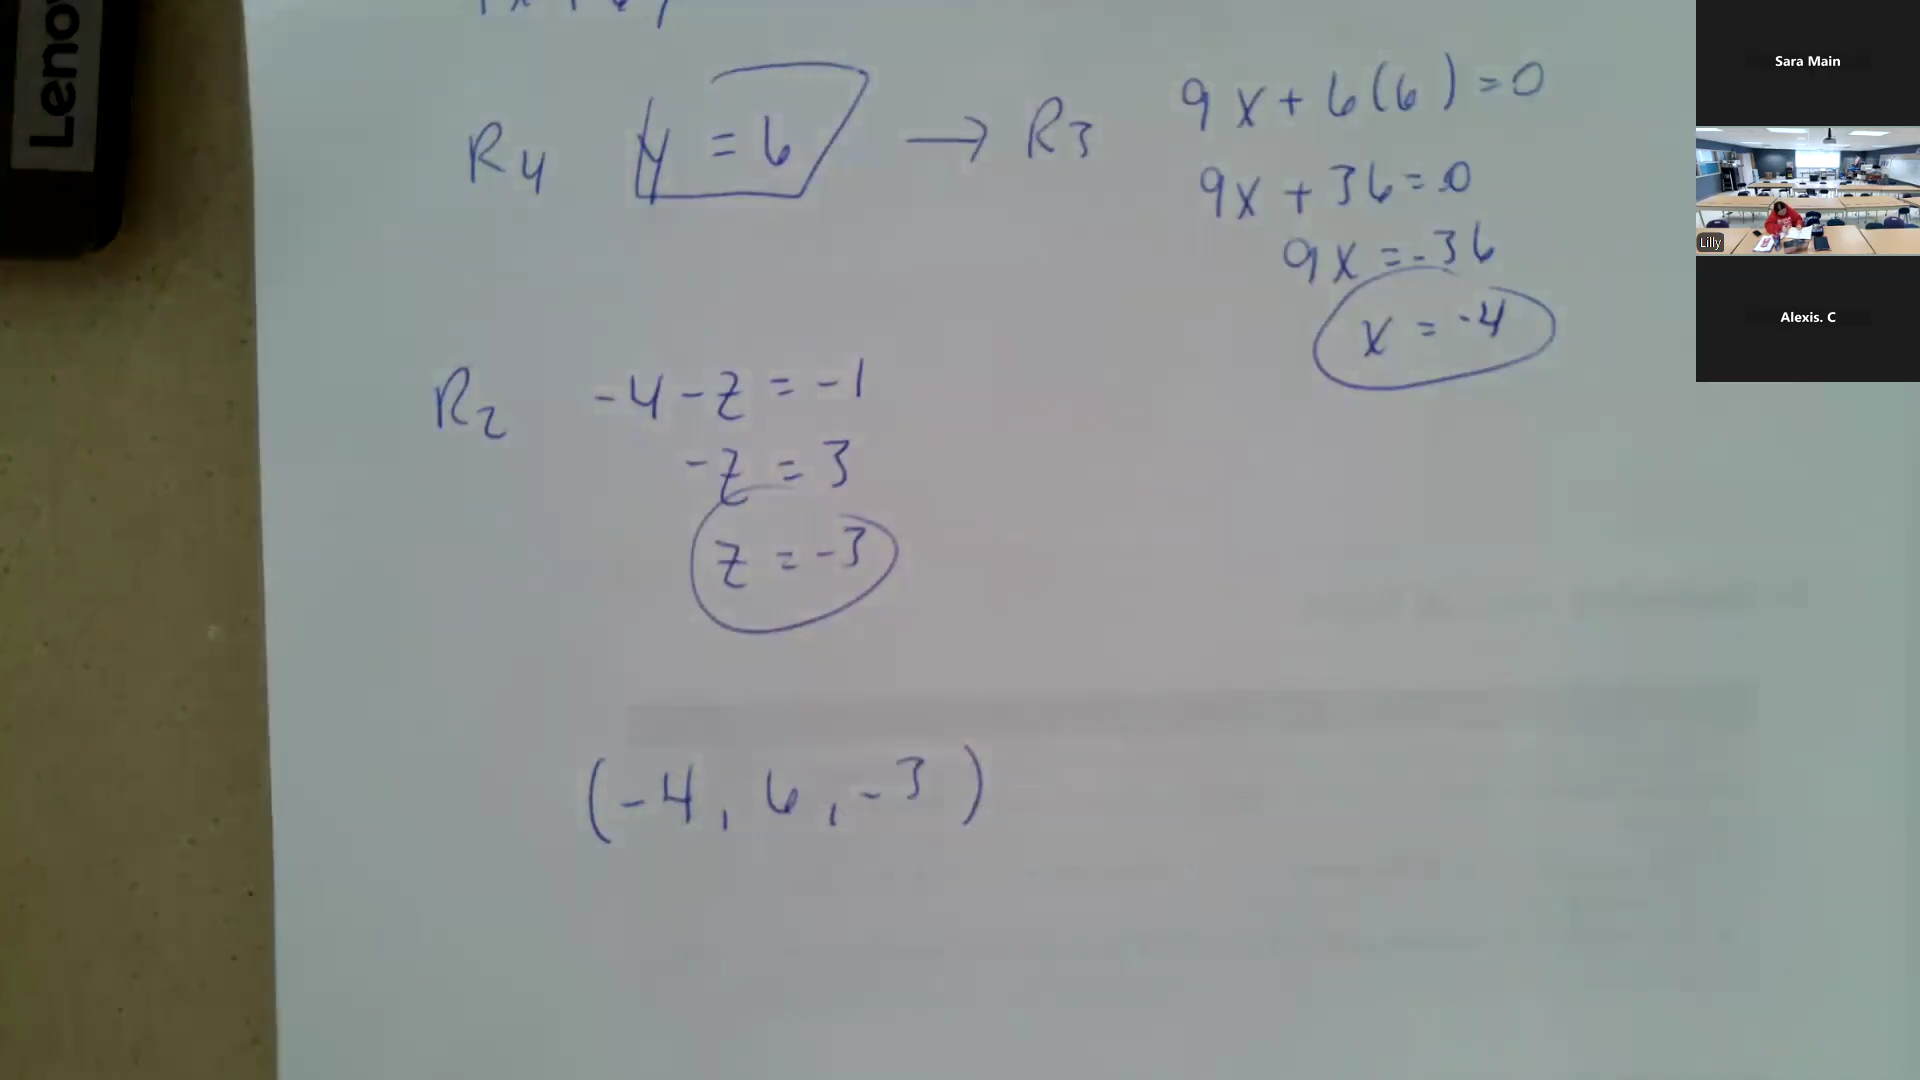 Leno
R4 y = 6 → R3 9x + 6(6) = 0
9x + 36 = 0
9x = -36
x = -4
R2 -4 - z = -1
-z = 3
z = -3
(-4, 6, -3)
Sara Main
Lilly
Alexis. C